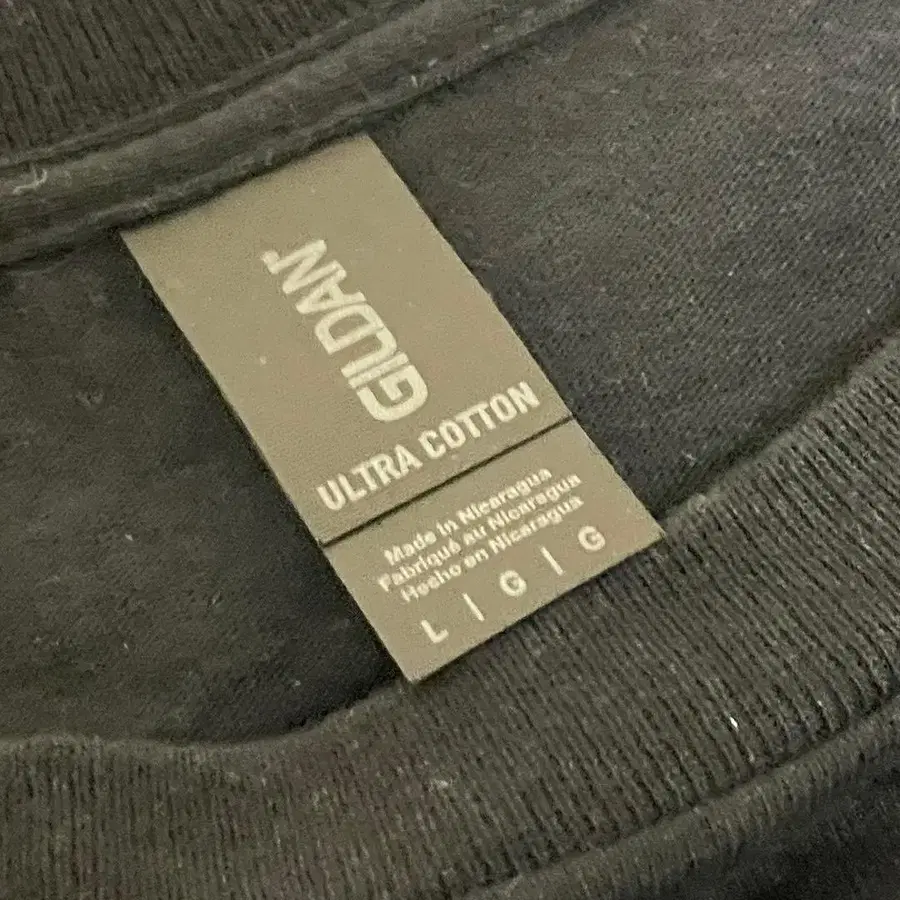 GILDAN
ULTRA COTTON
Made in Nicaragua
Fabriqué au Nicaragua
Hecho en Nicaragua
L | G | G